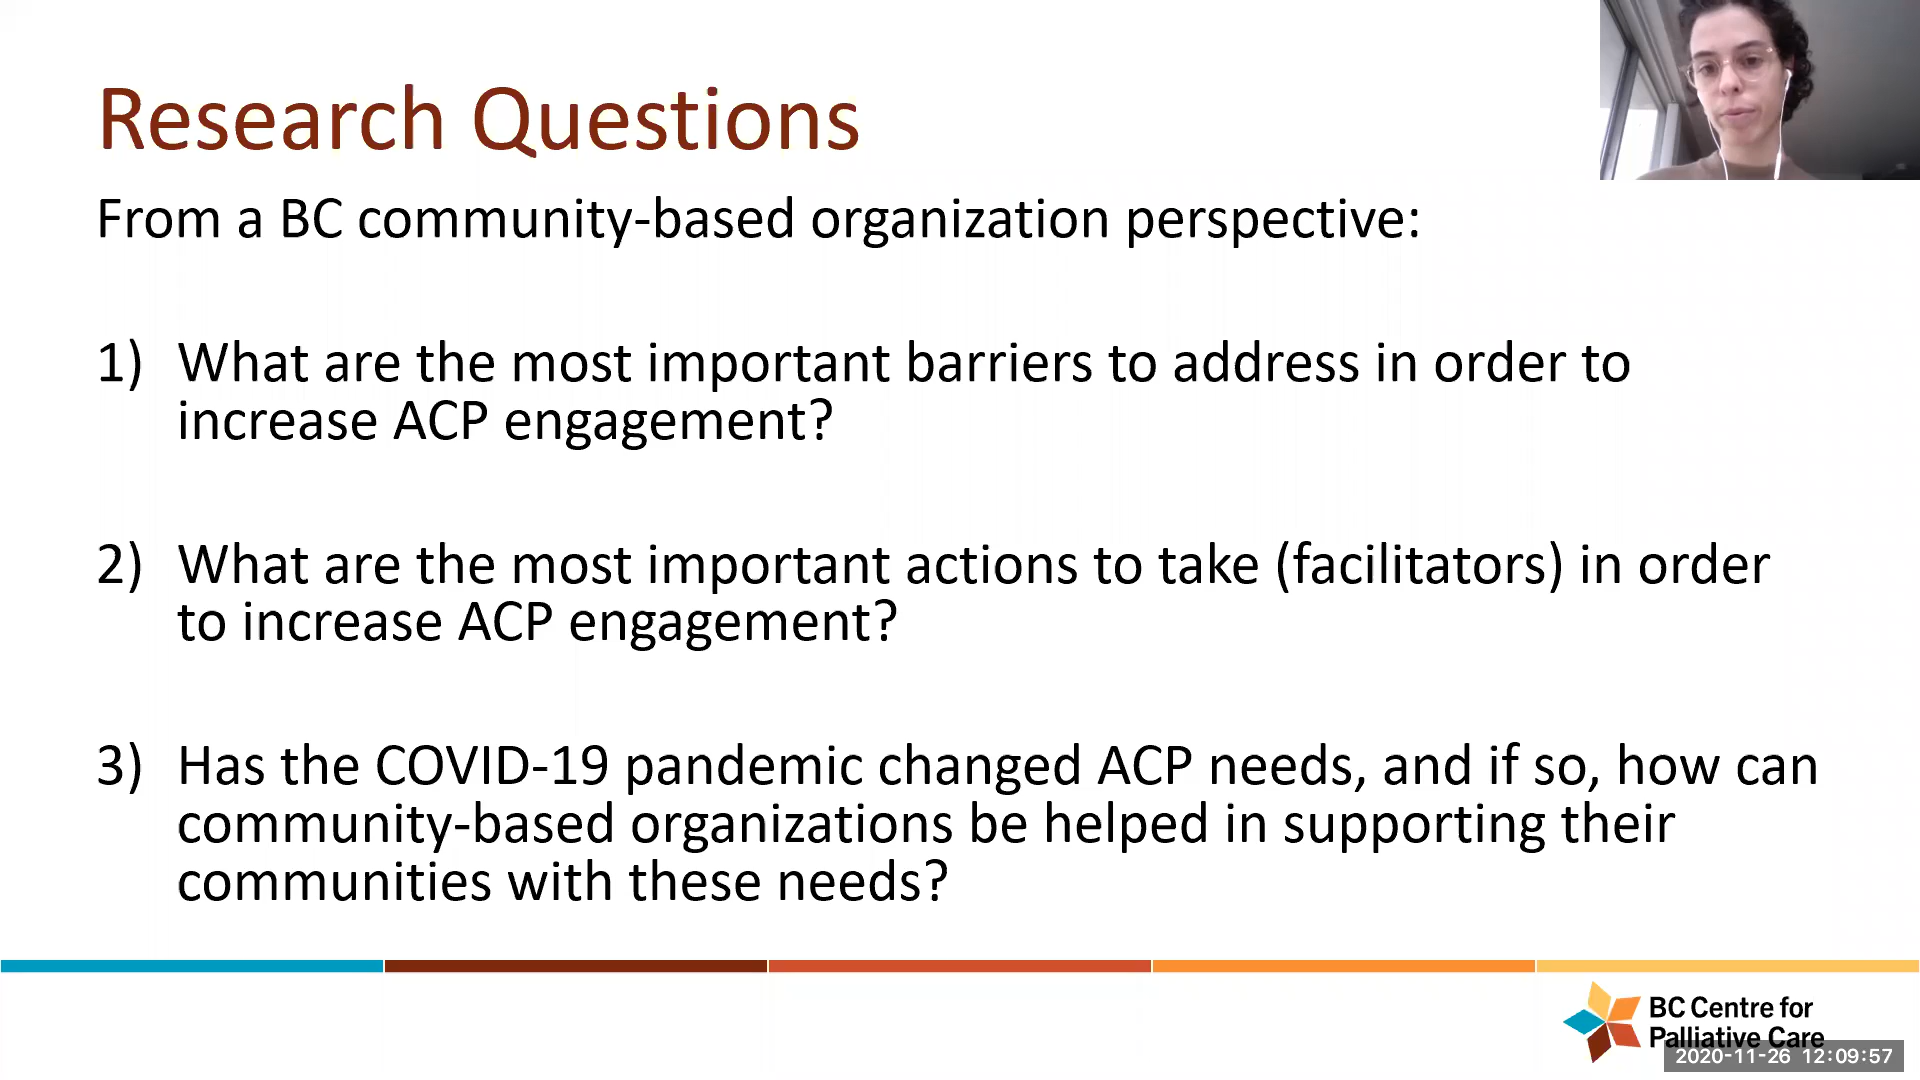 Research Questions
From a BC community-based organization perspective:
1) What are the most important barriers to address in order to
increase ACP engagement?
2) What are the most important actions to take (facilitators) in order
to increase ACP engagement?
3) Has the COVID-19 pandemic changed ACP needs, and if so, how can
community-based organizations be helped in supporting their
communities with these needs?
BC Centre for
Palliative Care
2020-11-26 12:09:57